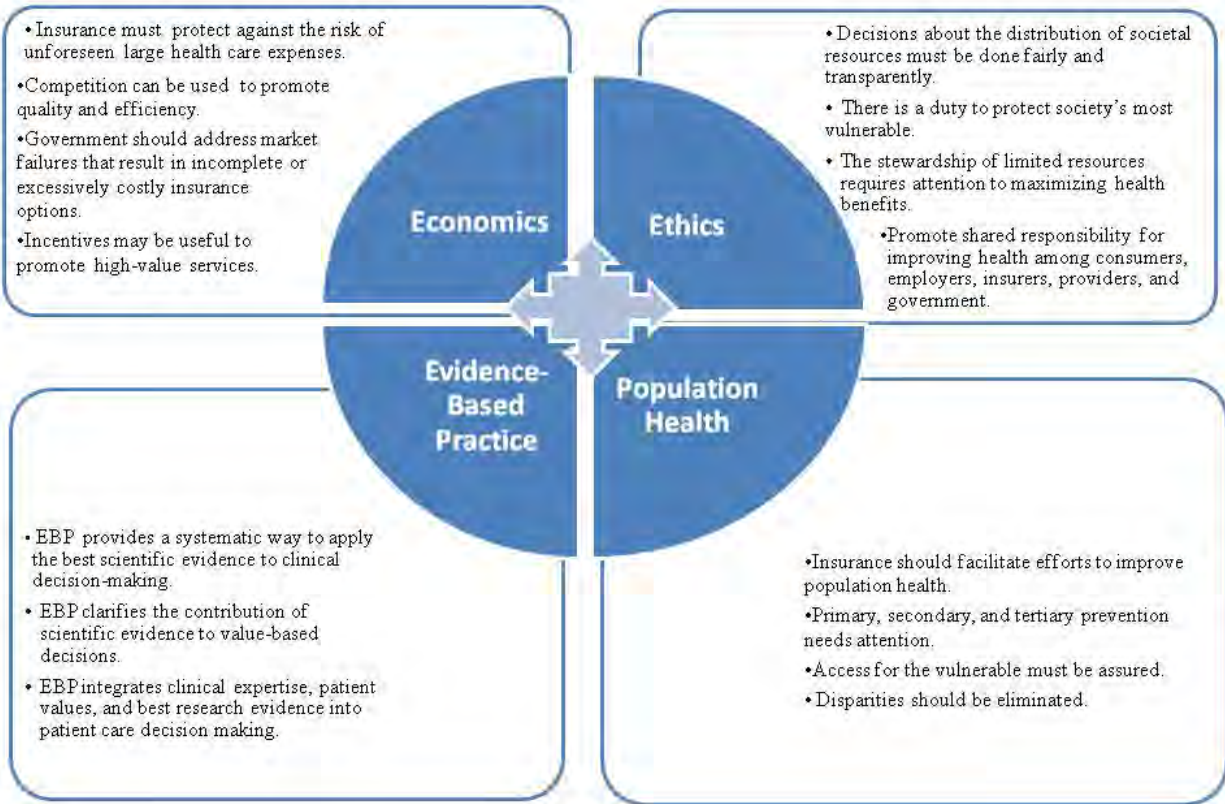 • Insurance must protect against the risk of
unforeseen large health care expenses.
•Competition can be used to promote
quality and efficiency.
•Government should address market
failures that result in incomplete or
excessively costly insurance
options.
•Incentives may be useful to
promote high-value services.
• Decisions about the distribution of societal
resources must be done fairly and
transparently.
• There is a duty to protect society's most
vulnerable.
• The stewardship of limited resources
requires attention to maximizing health
benefits.
•Promote shared responsibility for
improving health among consumers,
employers, insurers, providers, and
government.
Economics
Ethics
Evidence-
Based
Practice
Population
Health
• EBP provides a systematic way to apply
the best scientific evidence to clinical
decision-making.
• EBP clarifies the contribution of
scientific evidence to value-based
decisions.
• EBP integrates clinical expertise, patient
values, and best research evidence into
patient care decision making.
•Insurance should facilitate efforts to improve
population health.
•Primary, secondary, and tertiary prevention
needs attention.
•Access for the vulnerable must be assured.
• Disparities should be eliminated.